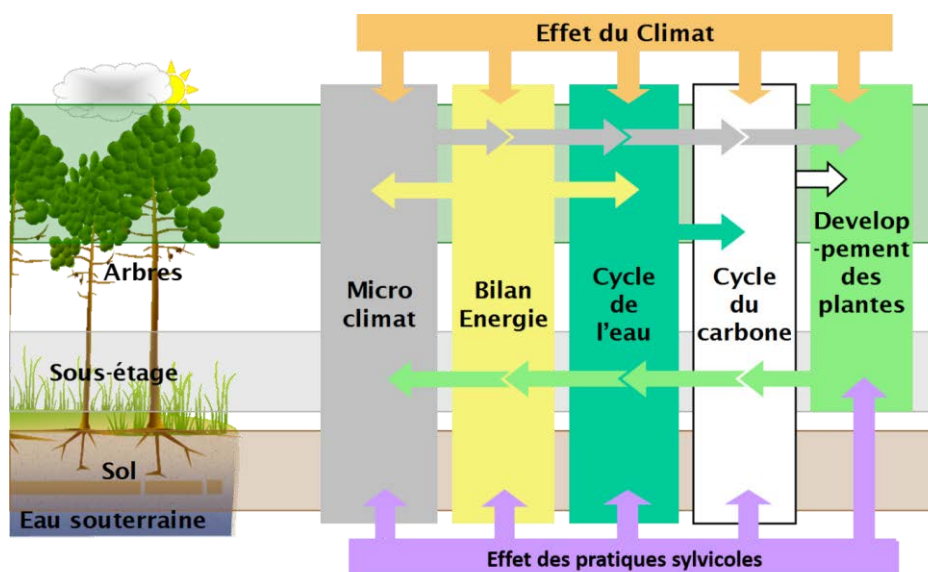 Effet du Climat
Arbres
Sous-étage
Sol
Eau souterraine
Micro
climat
Bilan
Energie
Cycle
de
l'eau
Cycle
du
carbone
Develop
-pement
des
plantes
Effet des pratiques sylvicoles